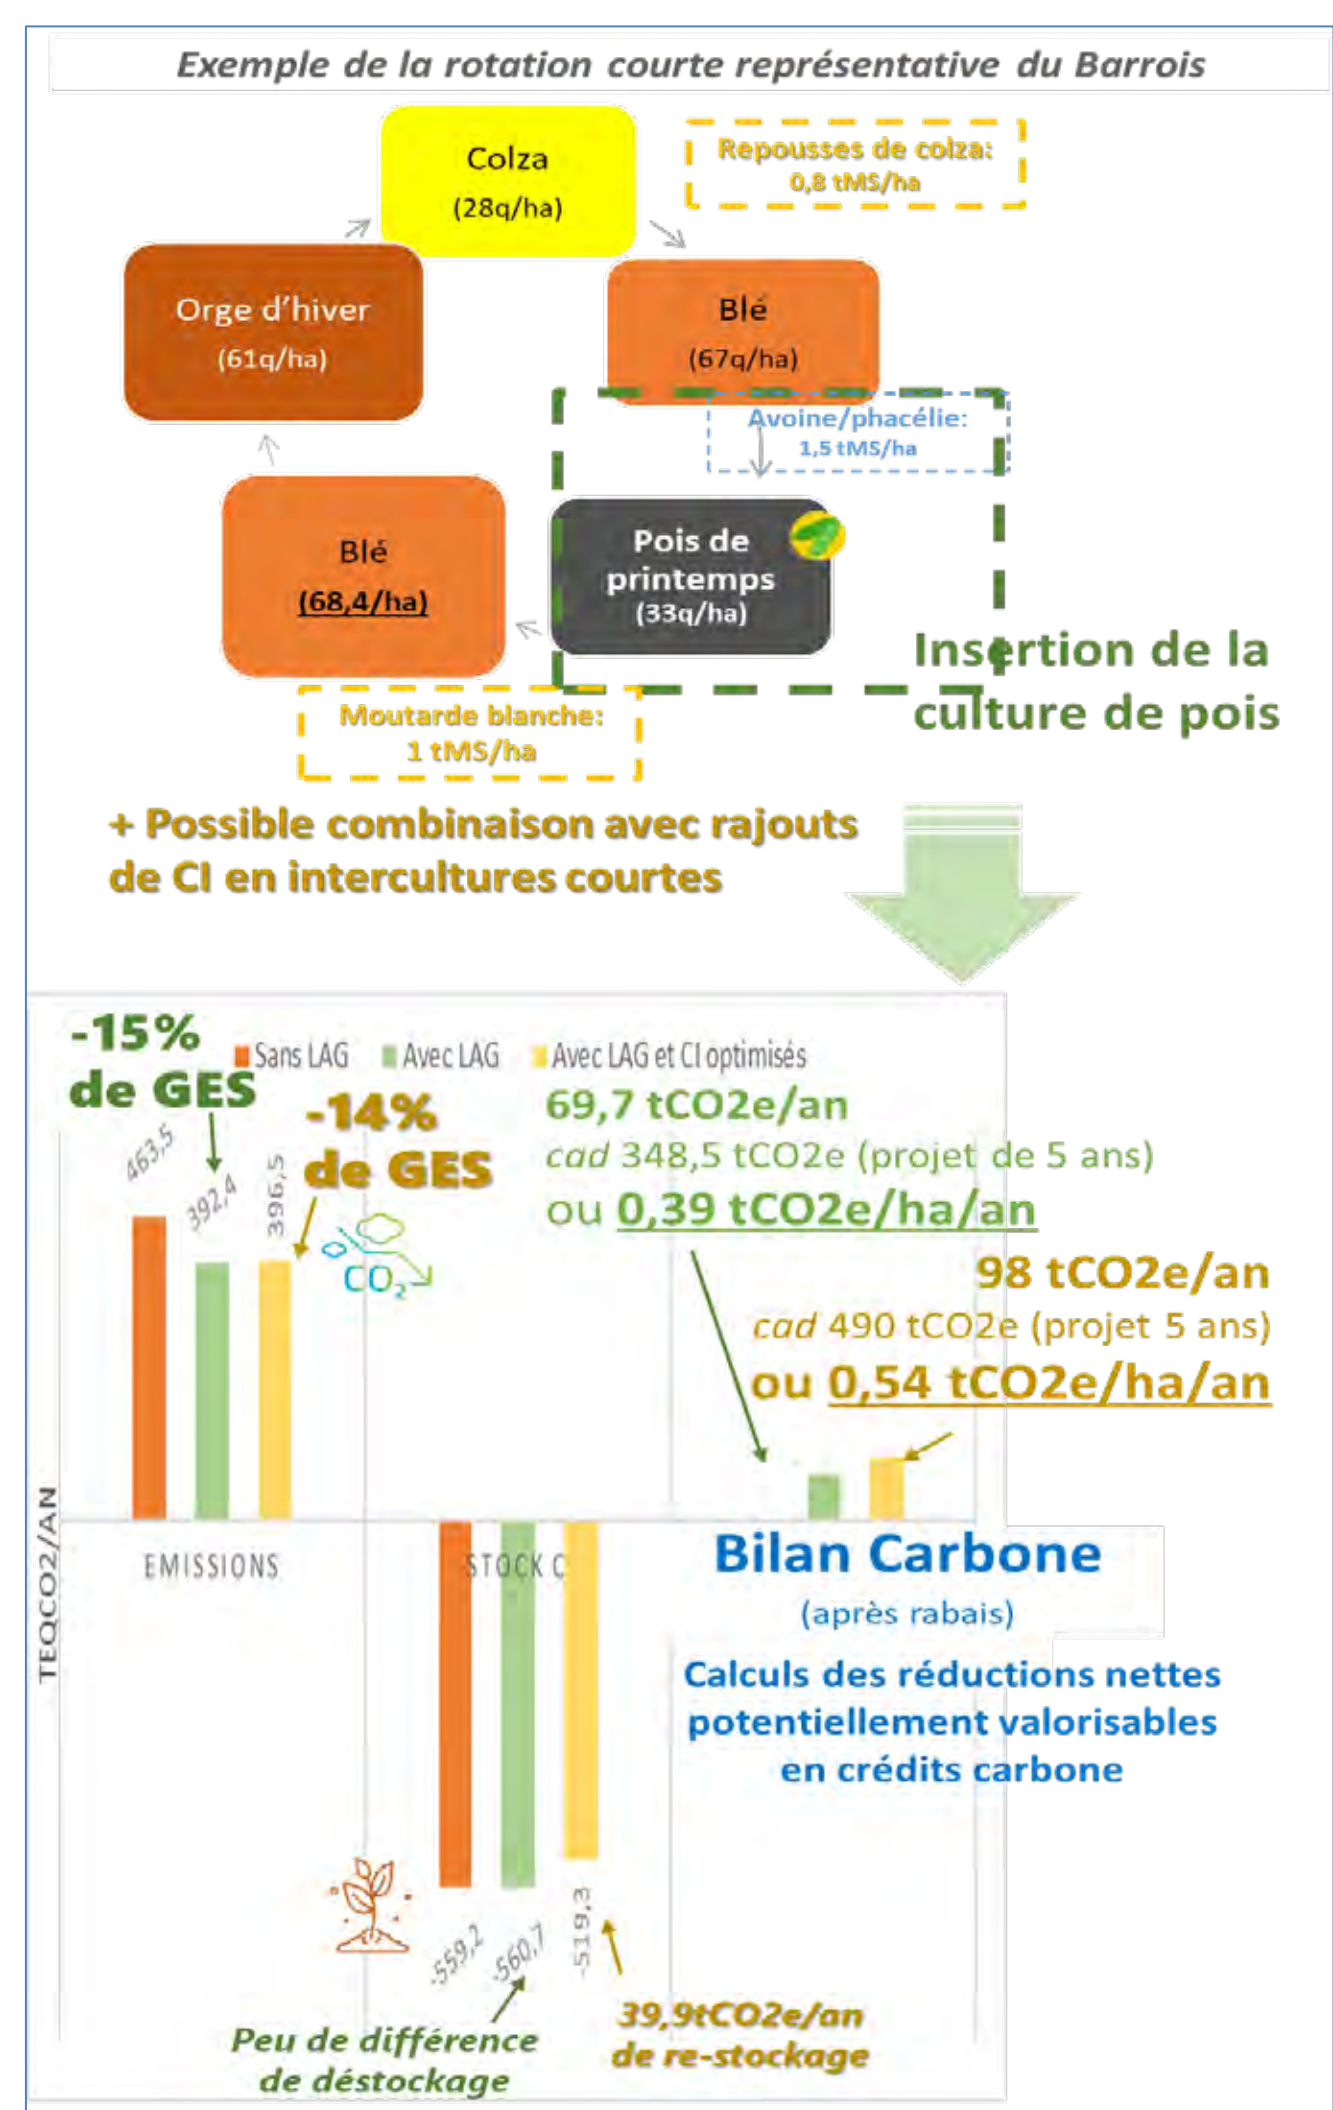 Exemple de la rotation courte représentative du Barrois
Colza
(28q/ha)
Repousses de colza:
0,8 tMS/ha
Orge d'hiver
(61q/ha)
Blé
(67q/ha)
Avoine/phacélie:
1,5 tMS/ha
Blé
(68,4/ha)
Pois de
printemps
(33q/ha)
Insertion de la
culture de pois
Moutarde blanche:
1 tMS/ha
+ Possible combinaison avec rajouts
de CI en intercultures courtes
-15%
de GES
Sans LAG
Avec LAG
Avec LAG et CI optimisés
-14%
de GES
69,7 tCO2e/an
cad 348,5 tCO2e (projet de 5 ans)
ou 0,39 tCO2e/ha/an
463,5
392,4
396,5
CO2
98 tCO2e/an
cad 490 tCO2e (projet 5 ans)
ou 0,54 tCO2e/ha/an
TEQCO2/AN
EMISSIONS
STOCK C
Bilan Carbone
(après rabais)
Calculs des réductions nettes
potentiellement valorisables
en crédits carbone
-559,2
-560,7
-519,3
Peu de différence
de déstockage
39,9tCO2e/an
de re-stockage